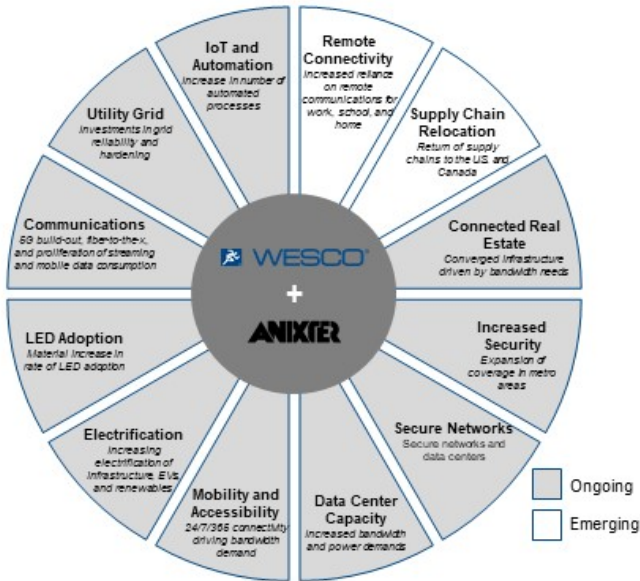 IoT and
Automation
Increase in number of
automated
processes
Remote
Connectivity
Increased reliance
on remote
communications for
work, school, and
home
Supply Chain
Relocation
Return of supply
chains to the US. and
Canada
Connected Real
Estate
Converged infrastructure
driven by bandwidth needs
Increased
Security
Expansion of
coverage in metro
areas
Secure Networks
Secure networks and
data centers
Data Center
Capacity
Increased bandwidth
and power demands
Mobility and
Accessibility
24/7/365 connectivity
driving bandwidth
demand
Electrification
Increasing
electrification of
infrastructure, EVs,
and renewables
LED Adoption
Material increase in
rate of LED adoption
Communications
5G build-out, fiber-to-the-x,
and proliferation of streaming
and mobile data consumption
Utility Grid
Investments in grid
reliability and
hardening
WESCO®
+
ANIXTER
Ongoing
Emerging